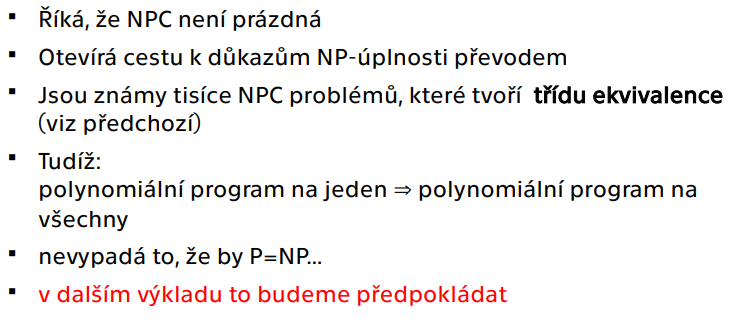 ▪ Říká, že NPC není prázdná
▪ Otevírá cestu k důkazům NP-úplnosti převodem
▪ Jsou známy tisíce NPC problémů, které tvoří třídu ekvivalence
(viz předchozí)
▪ Tudíž:
polynomiální program na jeden ⇒ polynomiální program na
všechny
▪ nevypadá to, že by P=NP...
▪ v dalším výkladu to budeme předpokládat